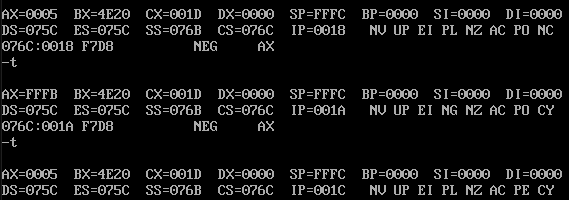 AX=0005  BX=4E20  CX=001D  DX=0000  SP=FFFC  BP=0000  SI=0000  DI=0000
DS=075C  ES=075C  SS=076B  CS=076C  IP=0018   NV UP EI PL NZ AC PO NC
076C:0018 F7D8          NEG     AX
-t
AX=FFFB  BX=4E20  CX=001D  DX=0000  SP=FFFC  BP=0000  SI=0000  DI=0000
DS=075C  ES=075C  SS=076B  CS=076C  IP=001A   NV UP EI NG NZ AC PO CY
076C:001A F7D8          NEG     AX
-t
AX=0005  BX=4E20  CX=001D  DX=0000  SP=FFFC  BP=0000  SI=0000  DI=0000
DS=075C  ES=075C  SS=076B  CS=076C  IP=001C   NV UP EI PL NZ AC PE CY